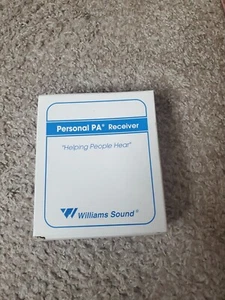 Personal PA® Receiver
"Helping People Hear"
Williams Sound®